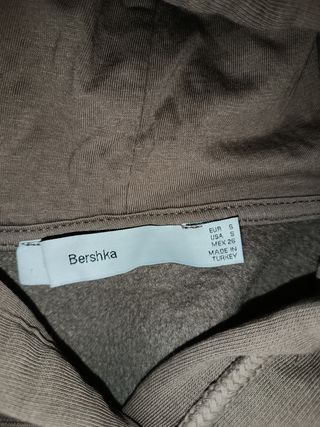 Bershka
EUR S
USA S
MEX 26
MADE IN
TURKEY